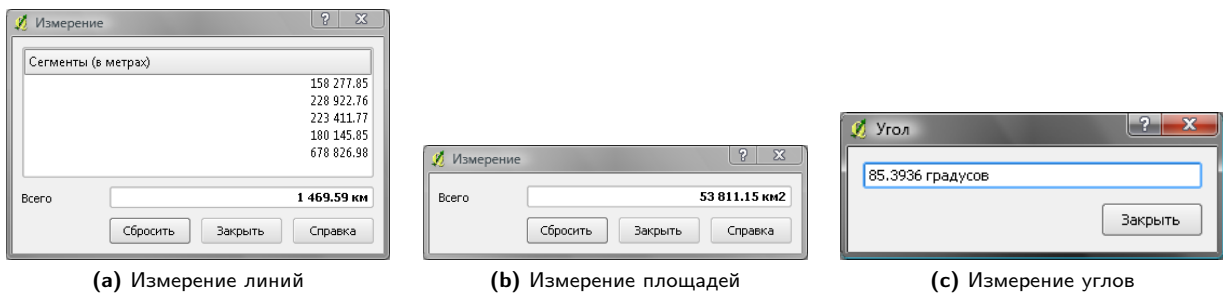 Измерение
Сегменты (в метрах)
158 277.85
228 922.76
223 411.77
180 145.85
678 826.98
Всего
1 469.59 км
Сбросить
Закрыть
Справка
(a) Измерение линий
Измерение
Всего
53 811.15 км2
Сбросить
Закрыть
Справка
(b) Измерение площадей
Угол
85.3936 градусов
Закрыть
(c) Измерение углов